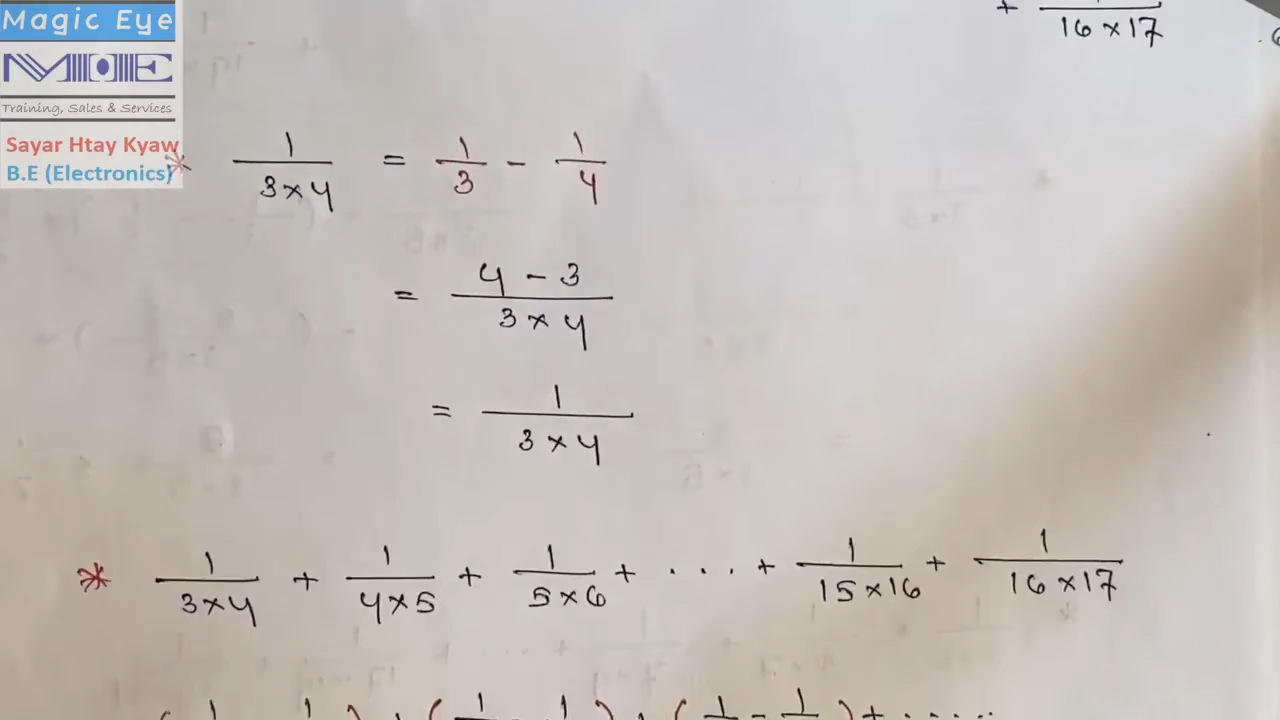 Magic Eye
MOE
Training, Sales & Services
Sayar Htay Kyaw
B.E (Electronics)
+ 1/(16×17)
* 1/(3×4) = 1/3 - 1/4
= (4 - 3)/(3×4)
= 1/(3×4)
* 1/(3×4) + 1/(4×5) + 1/(5×6) + .... + 1/(15×16) + 1/(16×17)